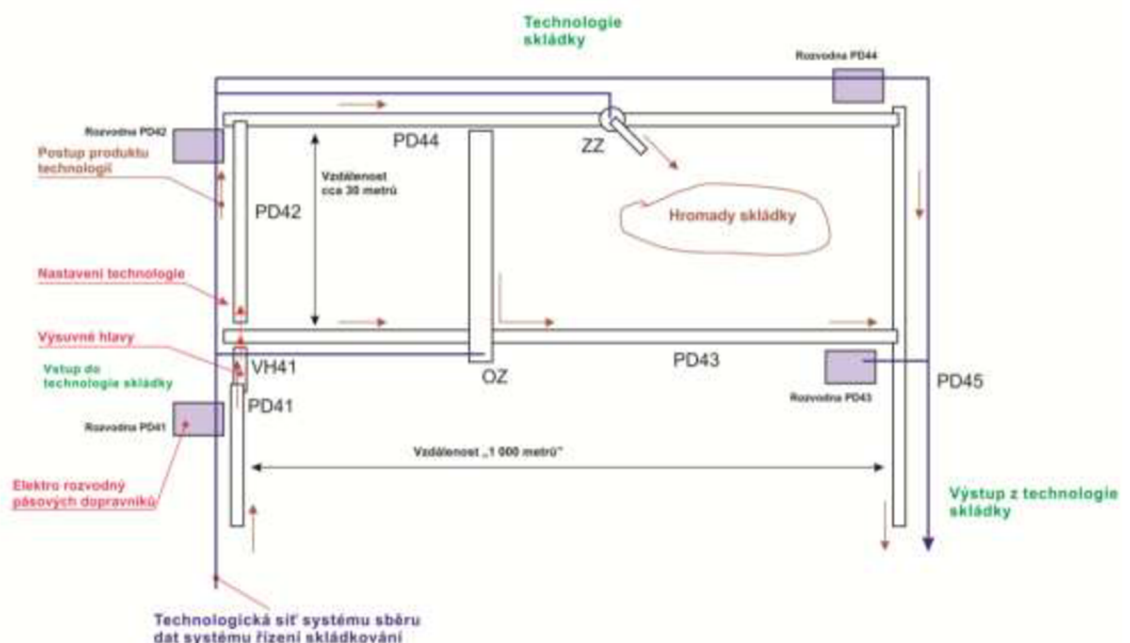 Technologie
skládky
Rozvodna PD44
Rozvodna PD42
PD44
ZZ
Postup produktu
technologií
Vzdálenost
cca 30 metrů
PD42
Hromady skládky
Nastavení technologie
Výsuvné hlavy
VH41
PD43
Vstup do
technologie skládky
OZ
PD45
PD41
Rozvodna PD43
Rozvodna PD41
Vzdálenost „1 000 metrů"
Elektro rozvodný
pásových dopravníků
Výstup z technologie
skládky
Technologická síť systému sběru
dat systému řízení skládkování